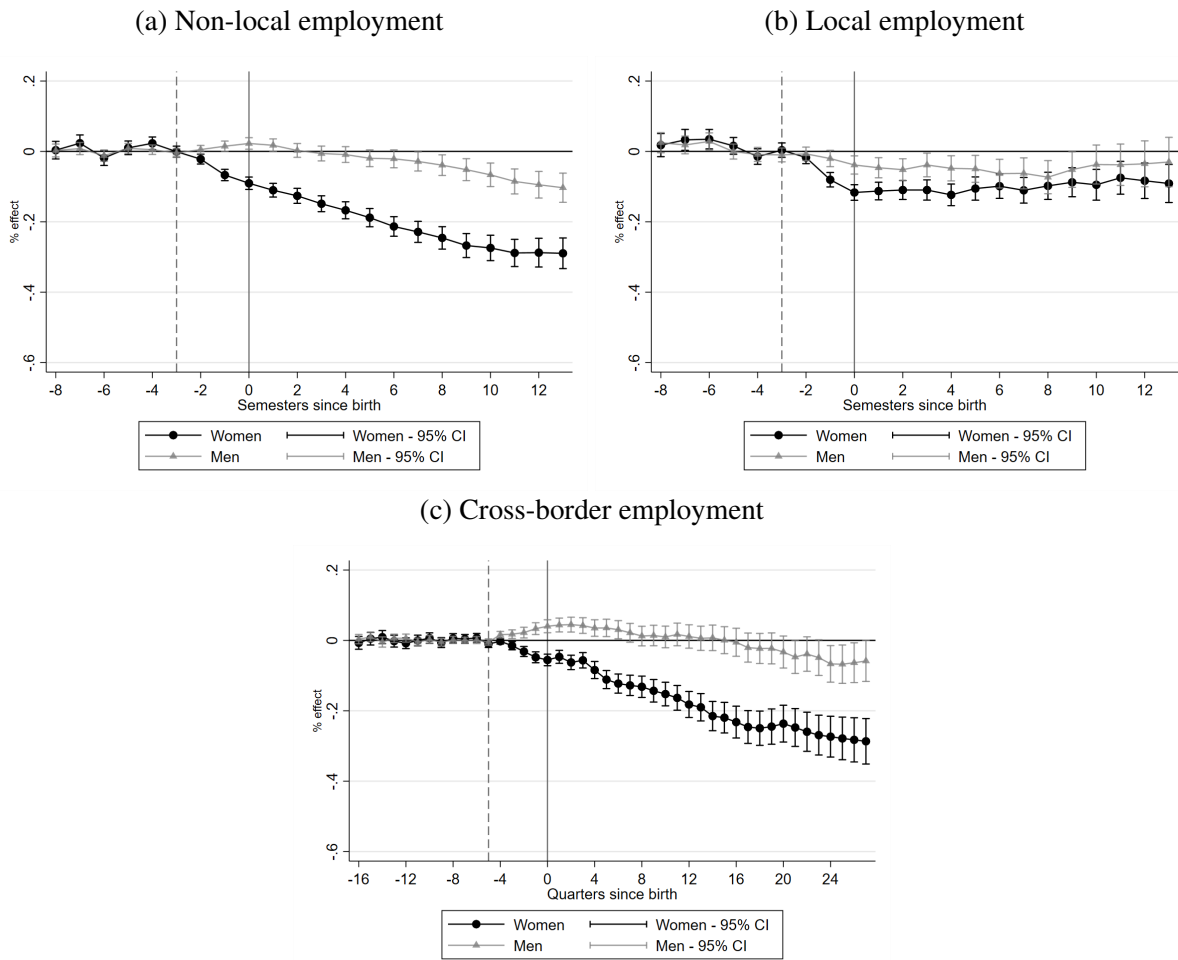 (a) Non-local employment
.2
0
-.2
-.4
-.6
% effect
-8 -6 -4 -2 0 2 4 6 8 10 12
Semesters since birth
Women Women - 95% CI
Men Men - 95% CI
(b) Local employment
.2
0
-.2
-.4
-.6
% effect
-8 -6 -4 -2 0 2 4 6 8 10 12
Semesters since birth
Women Women - 95% CI
Men Men - 95% CI
(c) Cross-border employment
.2
0
-.2
-.4
-.6
% effect
-16 -12 -8 -4 0 4 8 12 16 20 24
Quarters since birth
Women Women - 95% CI
Men Men - 95% CI